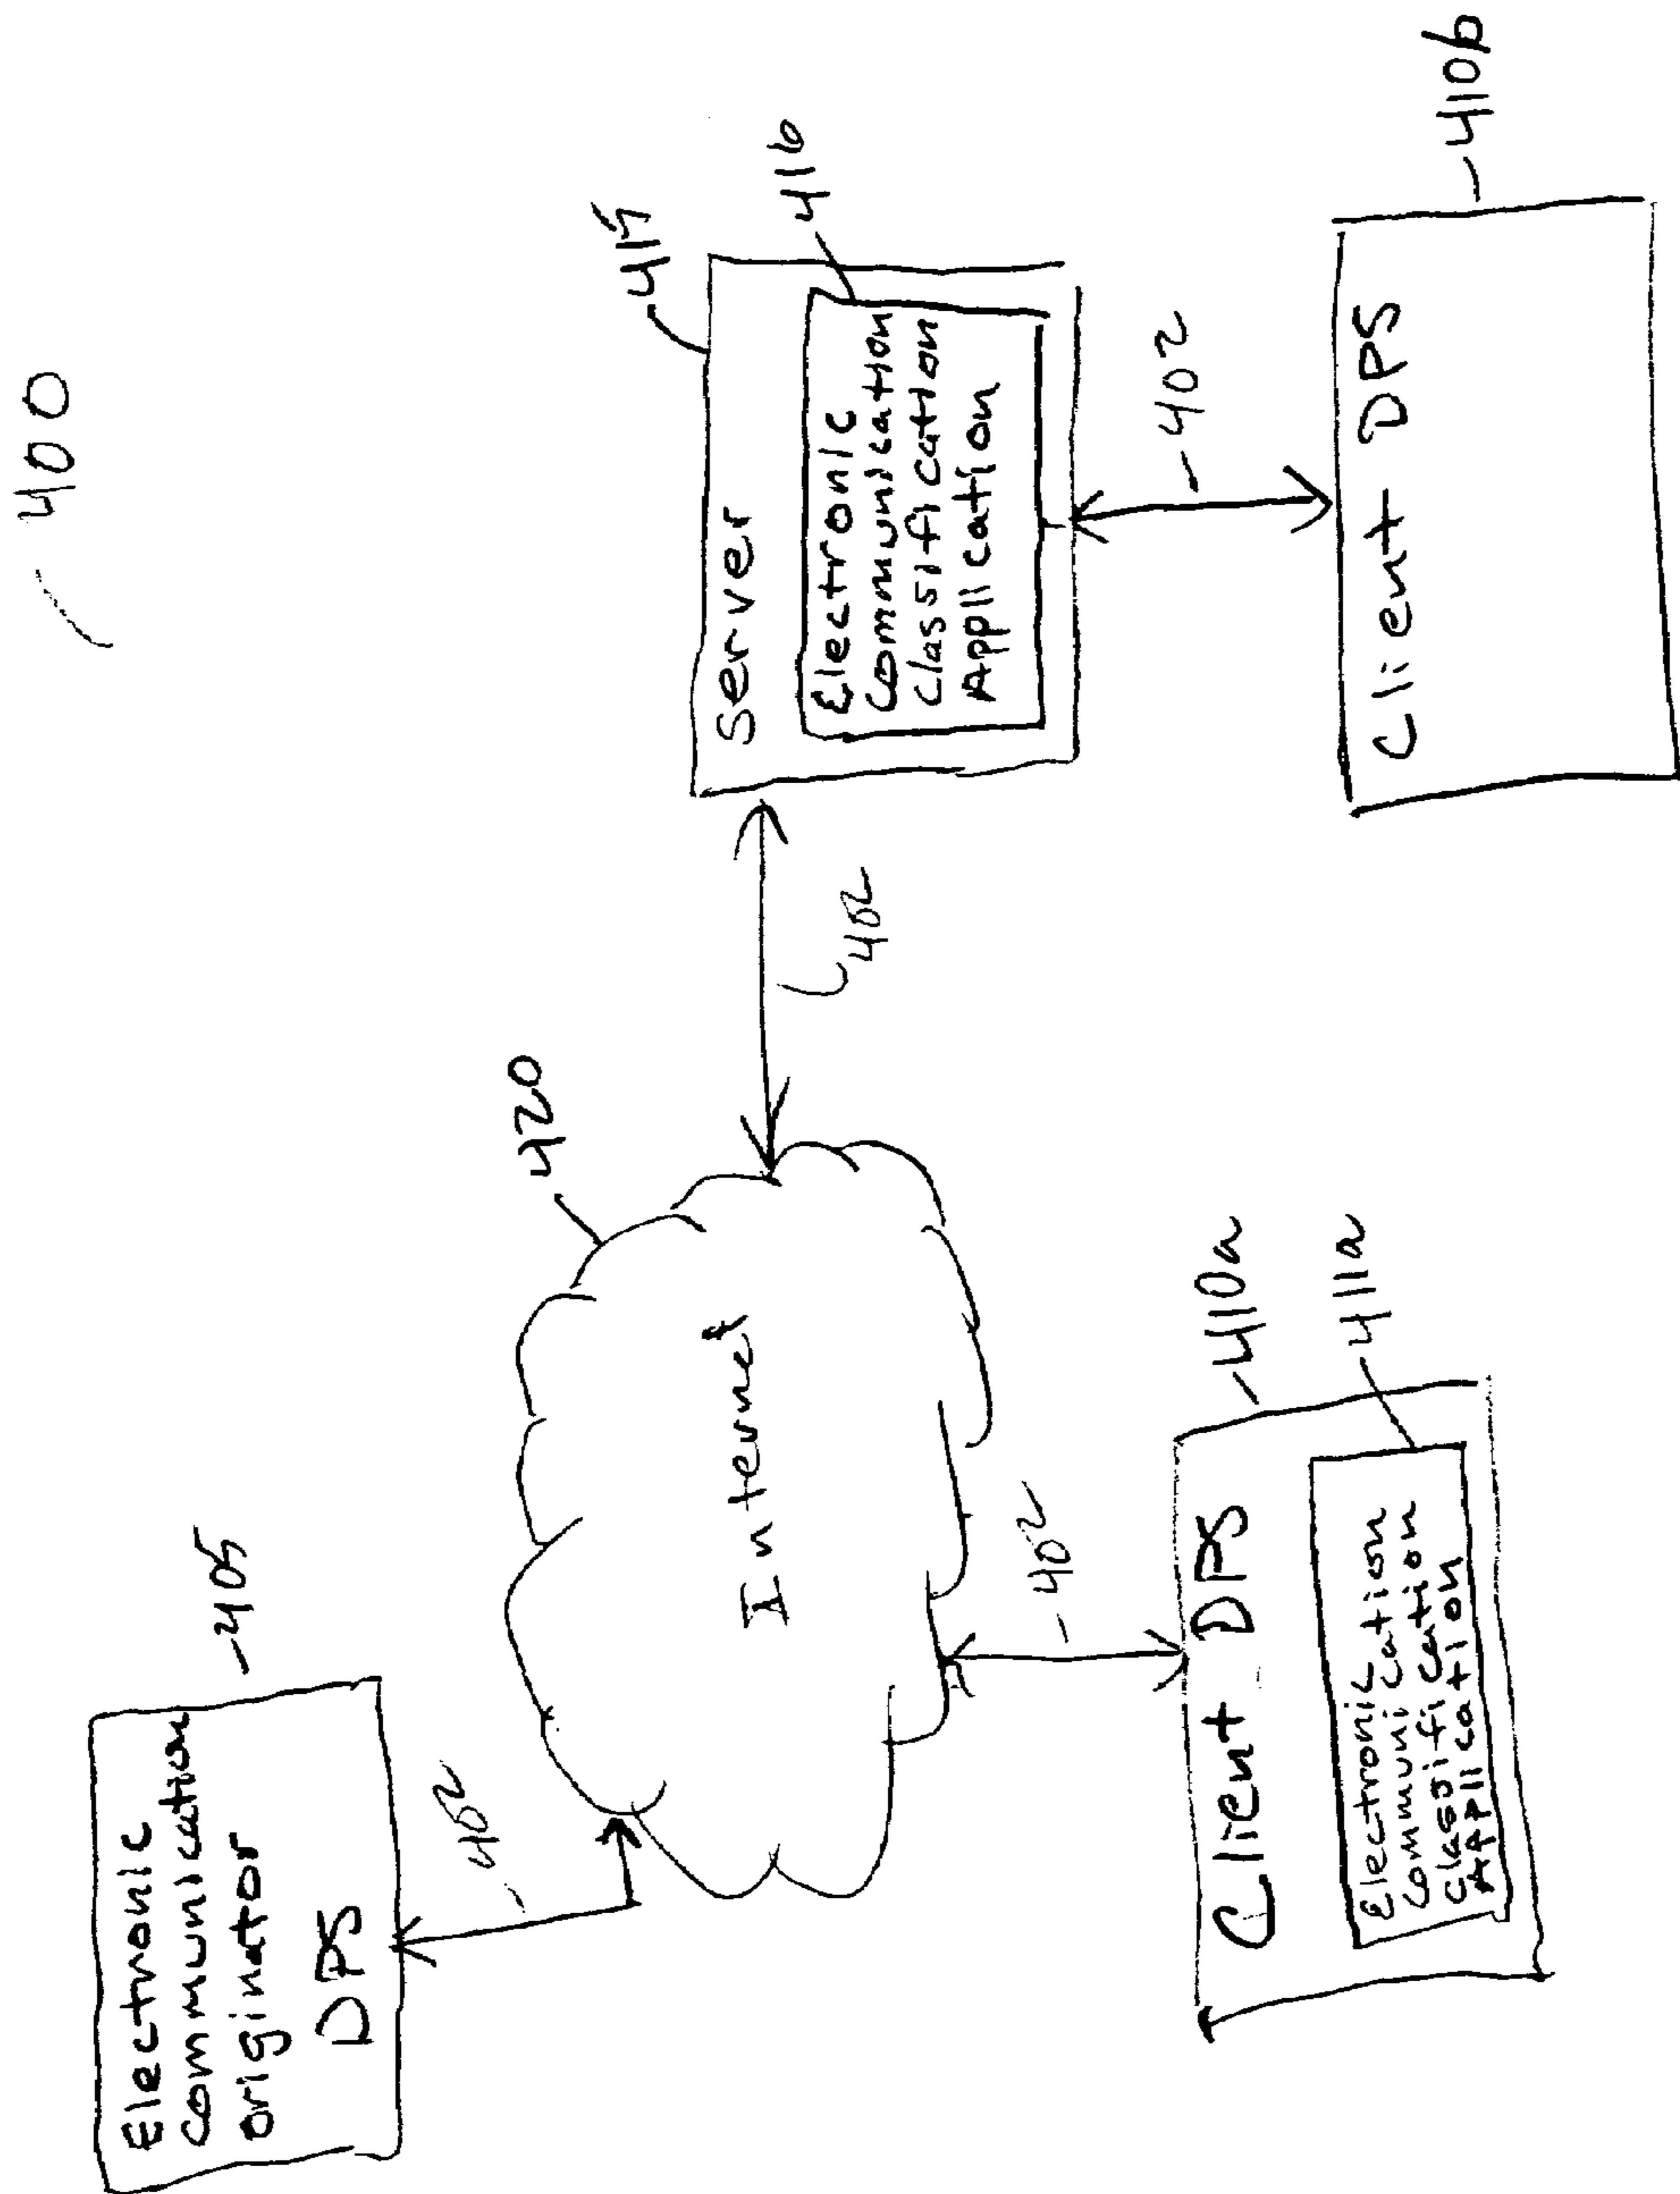 400
Electronic
Communication
originator
DPS
405
402
420
Internet
402
415
Server
411b
Electronic
Communication
Classification
Application
402
402
Client DPS
410a
Electronic
Communication
Classification
Application
411a
Client DPS
410b